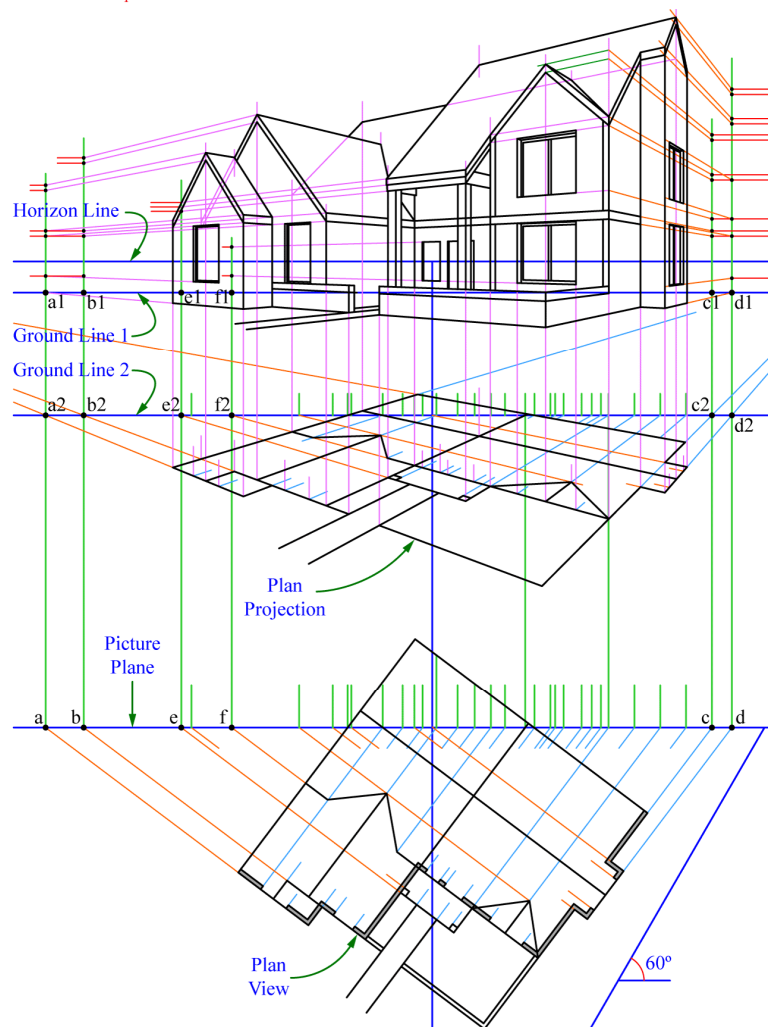 Horizon Line
a1 b1 e1 f1 c1 d1
Ground Line 1
Ground Line 2
a2 b2 e2 f2 c2 d2
Plan
Projection
Picture
Plane
a b e f c d
60º
Plan
View